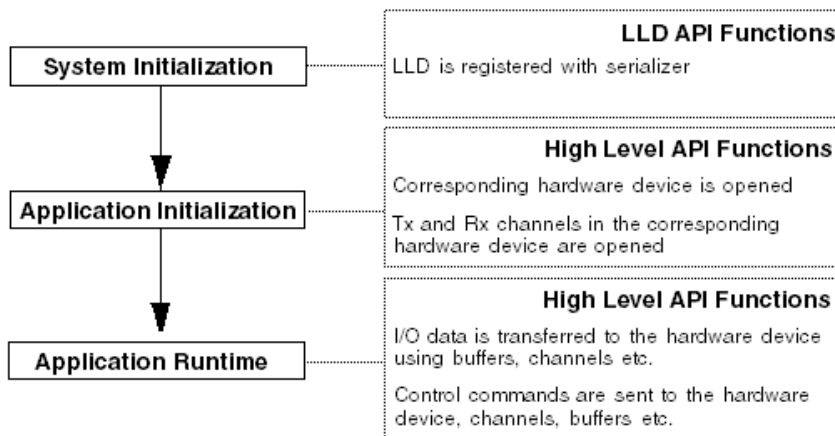 LLD API Functions
System Initialization
LLD is registered with serializer
High Level API Functions
Corresponding hardware device is opened
Application Initialization
Tx and Rx channels in the corresponding
hardware device are opened
High Level API Functions
I/O data is transferred to the hardware device
using buffers, channels etc.
Application Runtime
Control commands are sent to the hardware
device, channels, buffers etc.